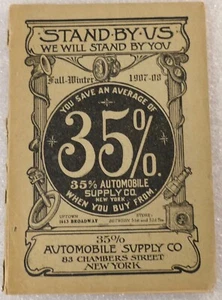 STAND·BY·US
WE WILL STAND BY YOU
Fall-Winter 1907-08
YOU SAVE AN AVERAGE OF
35%.
35% AUTOMOBILE
SUPPLY CO.
NEW YORK
WHEN YOU BUY FROM.
UPTOWN STORE:
BROADWAY BETWEEN
35%
AUTOMOBILE SUPPLY CO
83 CHAMBERS STREET
NEW YORK